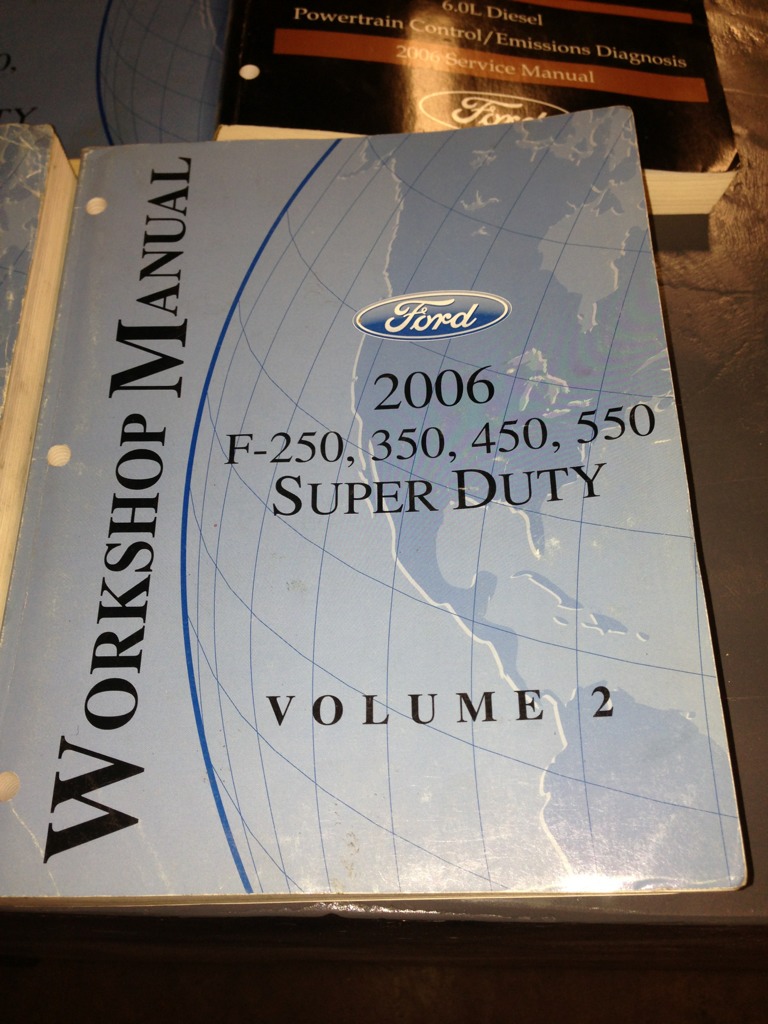 6.0L Diesel
Powertrain Control/Emissions Diagnosis
2006 Service Manual
Ford
TY
WORKSHOP MANUAL
Ford
2006
F-250, 350, 450, 550
SUPER DUTY
VOLUME 2